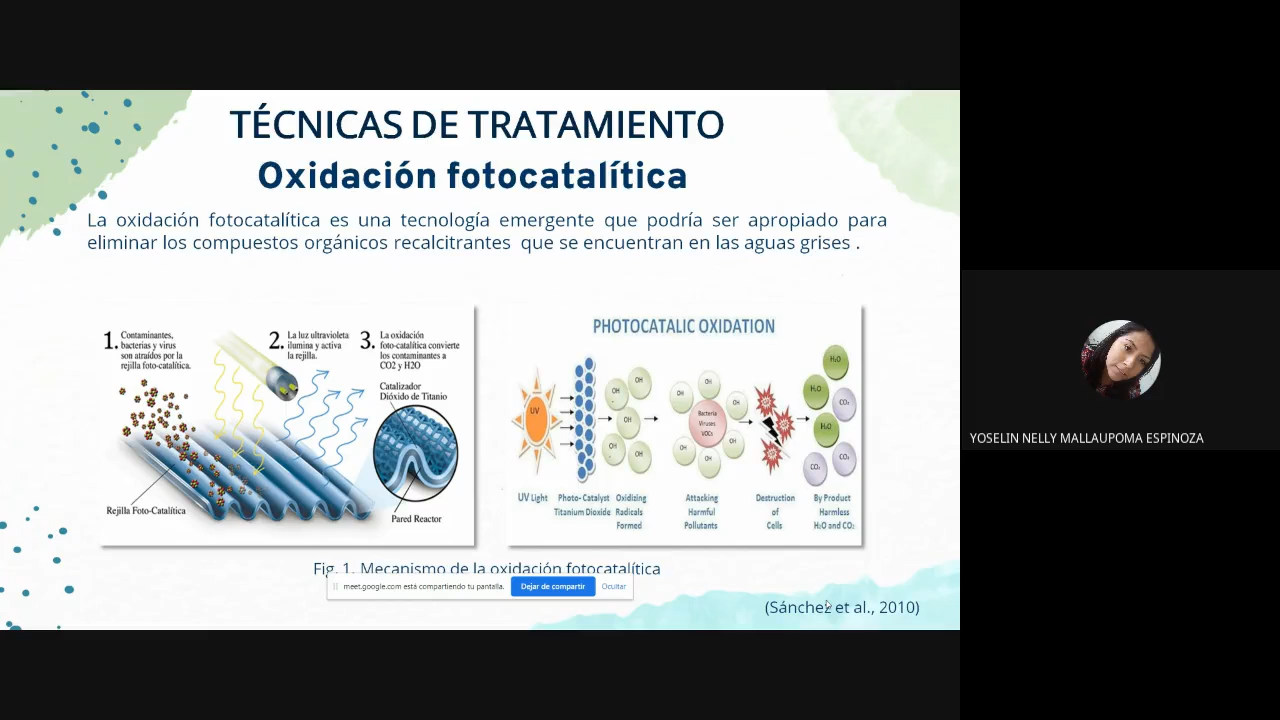 TÉCNICAS DE TRATAMIENTO
Oxidación fotocatalítica
La oxidación fotocatalítica es una tecnología emergente que podría ser apropiado para
eliminar los compuestos orgánicos recalcitrantes que se encuentran en las aguas grises .
1. Contaminantes,
bacterias y virus
son atraídos por la
rejilla foto-catalítica.
2. La luz ultravioleta
ilumina y activa
la rejilla.
3. La oxidación
foto-catalítica convierte
los contaminantes a
CO2 y H2O
Catalizador
Dióxido de Titanio
Rejilla Foto-Catalítica
Pared Reactor
PHOTOCATALIC OXIDATION
UV
OH
OH
OH
OH
OH
OH
OH
OH
OH
OH
OH
Bacteria
Viruses
VOCs
H₂O
H₂O
H₂O
CO₂
CO₂
CO₂
UV Light
Photo- Catalyst
Titanium Dioxide
Oxidizing
Radicals
Formed
Attacking
Harmful
Pollutants
Destruction
of
Cells
By Product
Harmless
H₂O and CO₂
Fig. 1. Mecanismo de la oxidación fotocatalítica
meet.google.com está compartiendo tu pantalla.
Dejar de compartir
Ocultar
(Sánchez et al., 2010)
YOSELIN NELLY MALLAUPOMA ESPINOZA